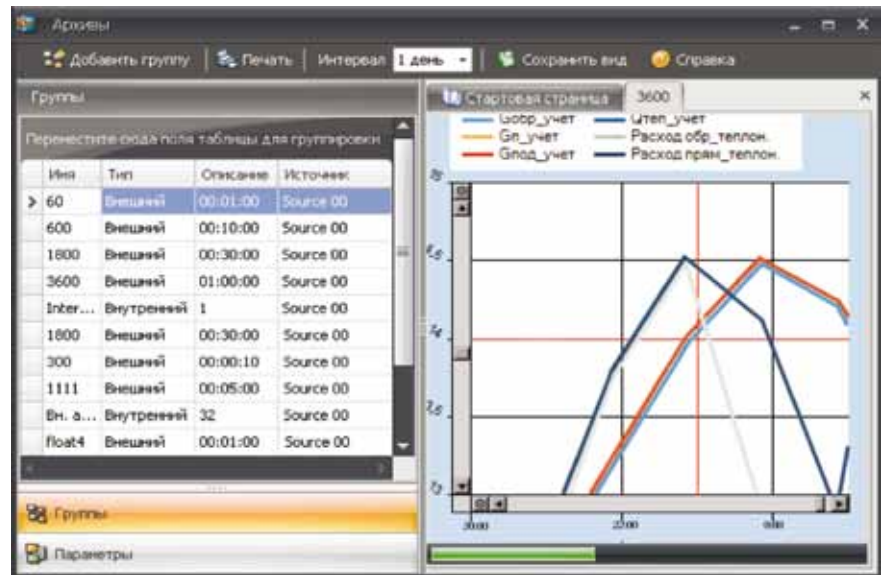 Архивы
Добавить группу Печать Интервал 1 день Сохранить вид Справка
Группы
Переместите сюда поля таблицы для группировки
Имя Тип Описание Источник
60 Внешний 00:01:00 Source 00
600 Внешний 00:10:00 Source 00
1800 Внешний 00:30:00 Source 00
3600 Внешний 01:00:00 Source 00
Inter... Внутренний 1 Source 00
1800 Внешний 00:30:00 Source 00
300 Внешний 00:00:10 Source 00
1111 Внешний 00:05:00 Source 00
Вн. а... Внутренний 32 Source 00
float4 Внешний 00:01:00 Source 00
Группы
Параметры
Стартовая страница 3600
Gобр_учет Qтеп_учет
Gп_учет Расход обр_теплон.
Gпод_учет Расход прям_теплон.
20:00 22:00 0:00